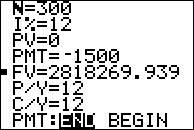 N=300
I%=12
PV=0
PMT=-1500
▪FV=2818269.939
P/Y=12
C/Y=12
PMT:END BEGIN